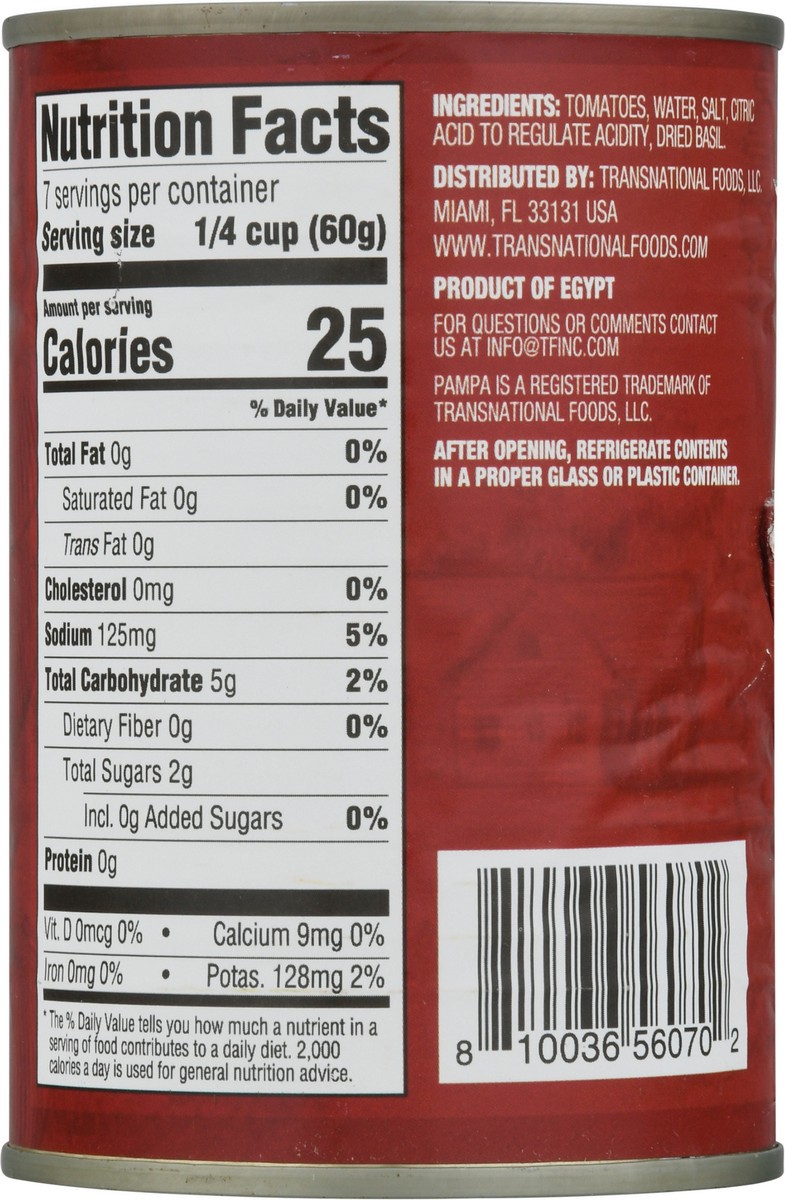 Nutrition Facts
7 servings per container
Serving size 1/4 cup (60g)
Amount per serving
Calories 25
% Daily Value*
Total Fat 0g 0%
Saturated Fat 0g 0%
Trans Fat 0g
Cholesterol 0mg 0%
Sodium 125mg 5%
Total Carbohydrate 5g 2%
Dietary Fiber 0g 0%
Total Sugars 2g
Incl. 0g Added Sugars 0%
Protein 0g
Vit. D 0mcg 0% • Calcium 9mg 0%
Iron 0mg 0% • Potas. 128mg 2%
* The % Daily Value tells you how much a nutrient in a
serving of food contributes to a daily diet. 2,000
calories a day is used for general nutrition advice.
INGREDIENTS: TOMATOES, WATER, SALT, CITRIC
ACID TO REGULATE ACIDITY, DRIED BASIL.
DISTRIBUTED BY: TRANSNATIONAL FOODS, LLC.
MIAMI, FL 33131 USA
WWW.TRANSNATIONALFOODS.COM
PRODUCT OF EGYPT
FOR QUESTIONS OR COMMENTS CONTACT
US AT INFO@TFINC.COM
PAMPA IS A REGISTERED TRADEMARK OF
TRANSNATIONAL FOODS, LLC.
AFTER OPENING, REFRIGERATE CONTENTS
IN A PROPER GLASS OR PLASTIC CONTAINER.
8 10036 56070 2